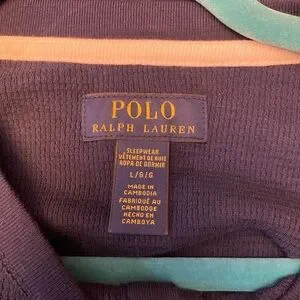 POLO
RALPH LAUREN
SLEEPWEAR
VÊTEMENT DE NUIT
ROPA DE DORMIR
L/G/G
MADE IN
CAMBODIA
FABRIQUÉ AU
CAMBODGE
HECHO EN
CAMBOYA